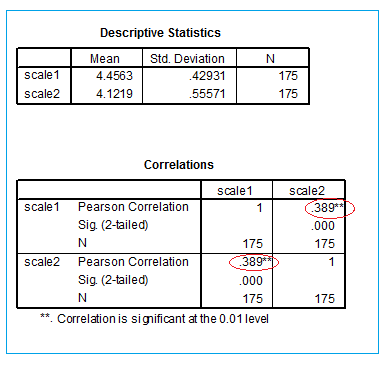 Descriptive Statistics
Mean Std. Deviation N
scale1 4.4563 .42931 175
scale2 4.1219 .55571 175
Correlations
scale1 scale2
scale1 Pearson Correlation 1 .389**
Sig. (2-tailed) .000
N 175 175
scale2 Pearson Correlation .389** 1
Sig. (2-tailed) .000
N 175 175
**. Correlation is significant at the 0.01 level